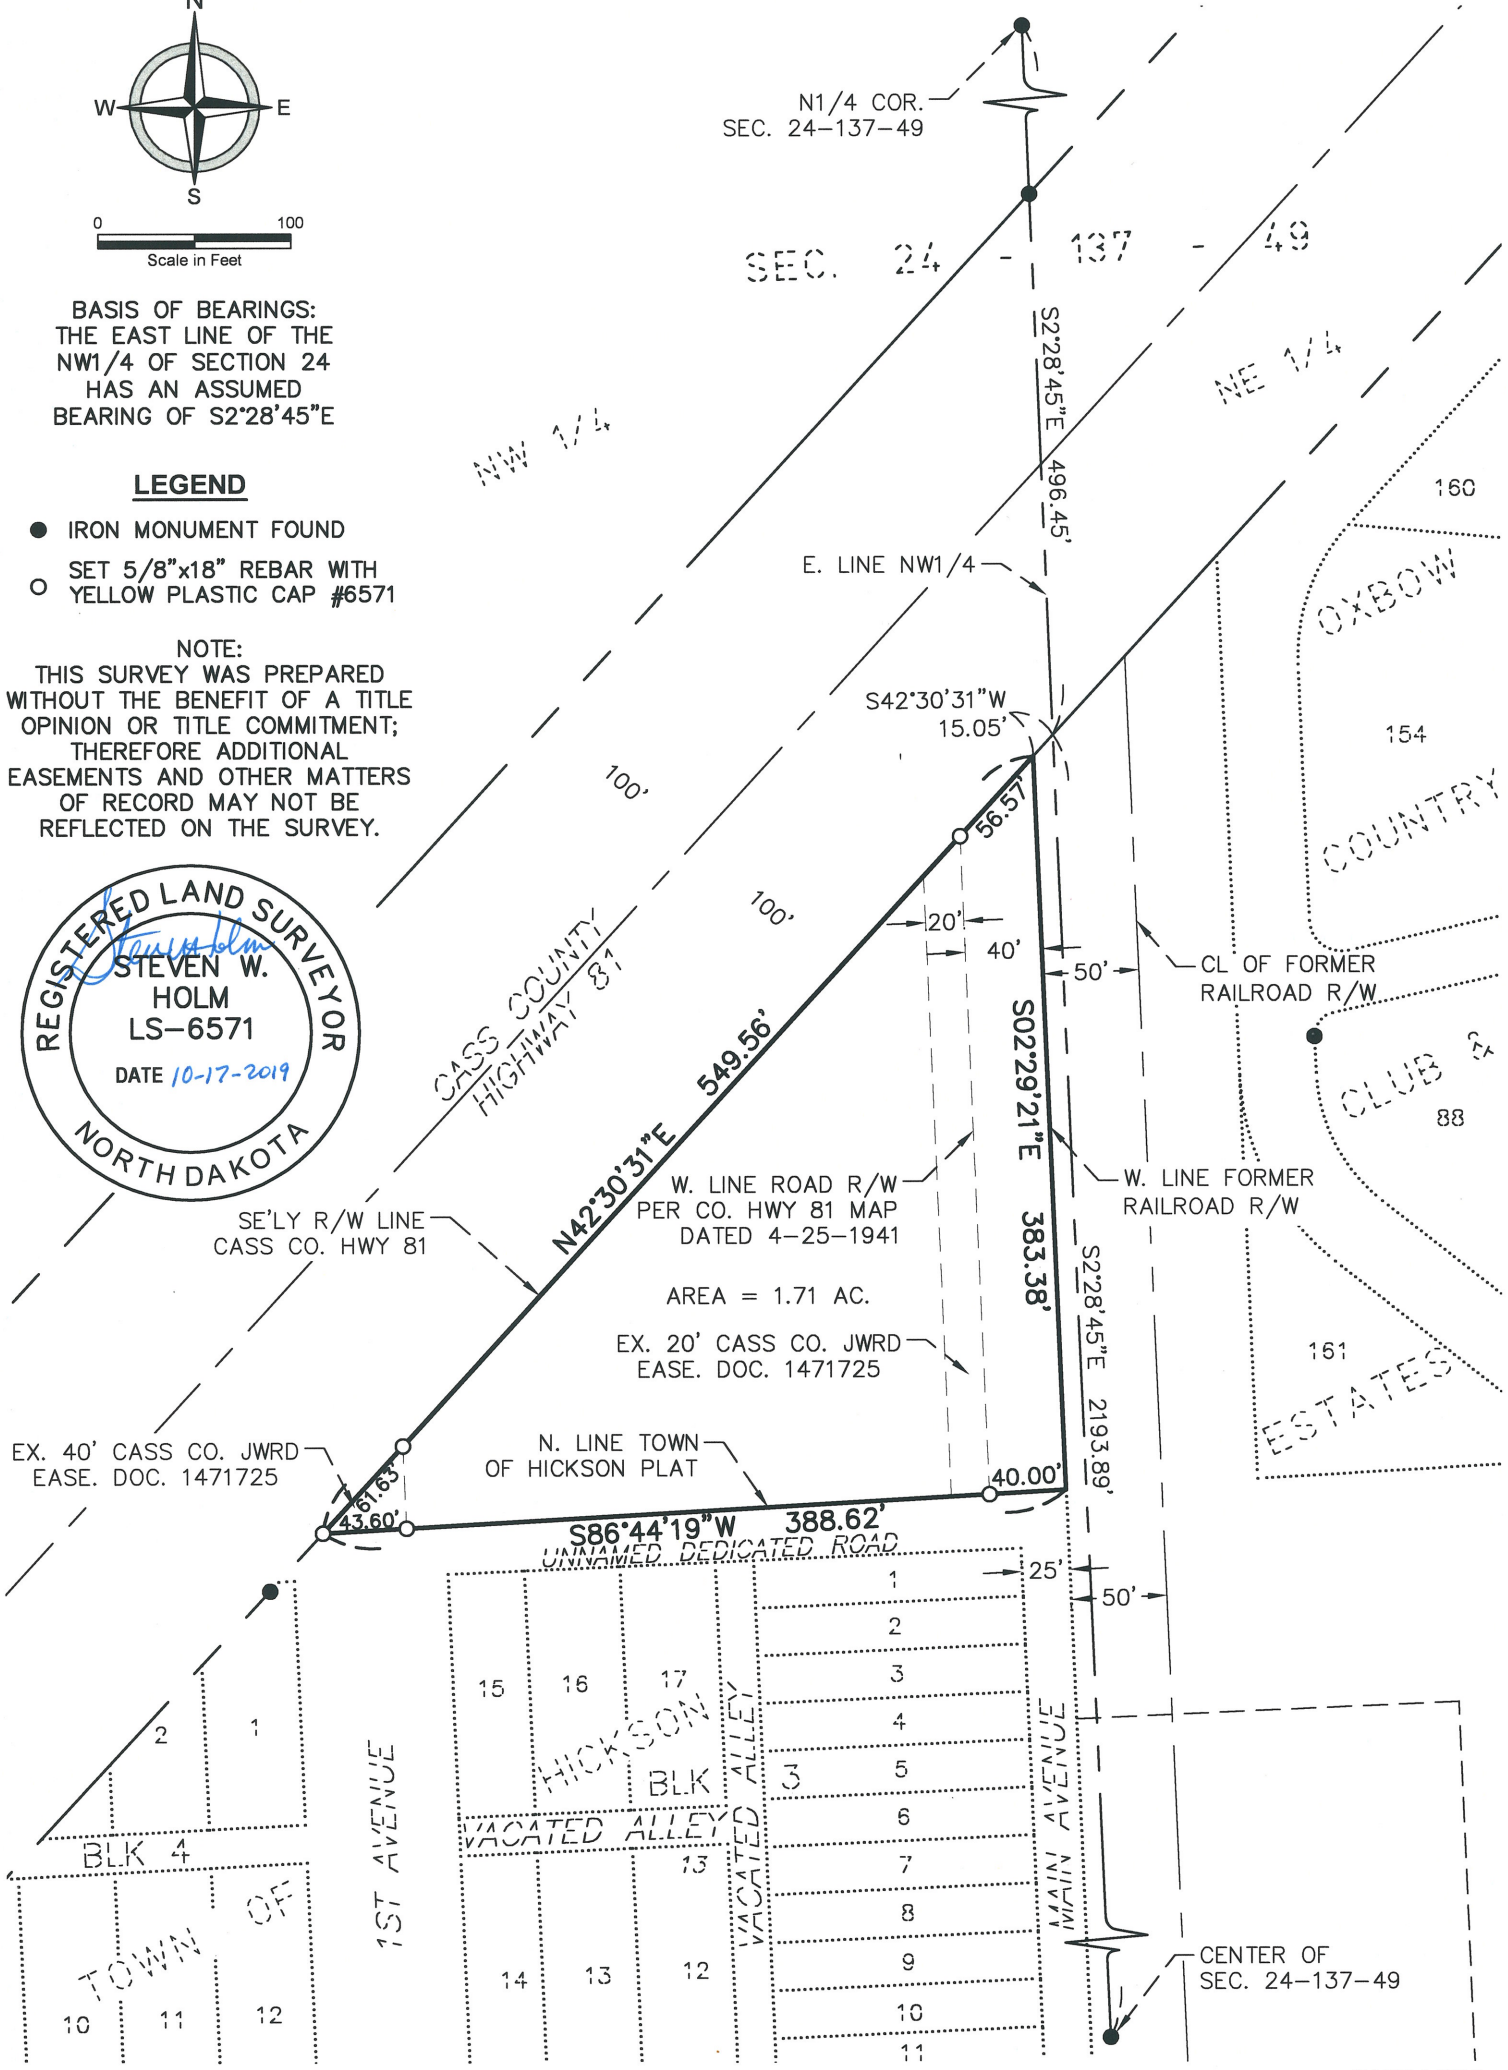 N
W
E
S
0 100
Scale in Feet
BASIS OF BEARINGS:
THE EAST LINE OF THE
NW1/4 OF SECTION 24
HAS AN ASSUMED
BEARING OF S2°28'45"E
LEGEND
IRON MONUMENT FOUND
SET 5/8"x18" REBAR WITH
YELLOW PLASTIC CAP #6571
NOTE:
THIS SURVEY WAS PREPARED
WITHOUT THE BENEFIT OF A TITLE
OPINION OR TITLE COMMITMENT;
THEREFORE ADDITIONAL
EASEMENTS AND OTHER MATTERS
OF RECORD MAY NOT BE
REFLECTED ON THE SURVEY.
REGISTERED LAND SURVEYOR
STEVEN W.
HOLM
LS-6571
DATE 10-17-2019
NORTH DAKOTA
N1/4 COR.
SEC. 24-137-49
SEC. 24 - 137 - 49
NW 1/4
NE 1/4
S2°28'45"E 496.45'
E. LINE NW1/4
S42°30'31"W
15.05'
56.57'
100'
100'
CASS COUNTY
HIGHWAY 81
20'
40'
50'
CL OF FORMER
RAILROAD R/W
549.56'
N42°30'31"E
S02°29'21"E 383.38'
W. LINE ROAD R/W
PER CO. HWY 81 MAP
DATED 4-25-1941
W. LINE FORMER
RAILROAD R/W
SE'LY R/W LINE
CASS CO. HWY 81
AREA = 1.71 AC.
S2°28'45"E 2193.89'
EX. 20' CASS CO. JWRD
EASE. DOC. 1471725
EX. 40' CASS CO. JWRD
EASE. DOC. 1471725
N. LINE TOWN
OF HICKSON PLAT
61.63'
43.60'
40.00'
S86°44'19"W 388.62'
UNNAMED DEDICATED ROAD
25'
50'
160
OXBOW
154
COUNTRY
CLUB &
88
161
ESTATES
1
2
3
4
5
6
7
8
9
10
11
15
16
17
HICKSON
BLK 3
VACATED ALLEY
VACATED ALLEY
13
14
13
12
MAIN AVENUE
1ST AVENUE
2
1
BLK 4
TOWN OF
10
11
12
CENTER OF
SEC. 24-137-49